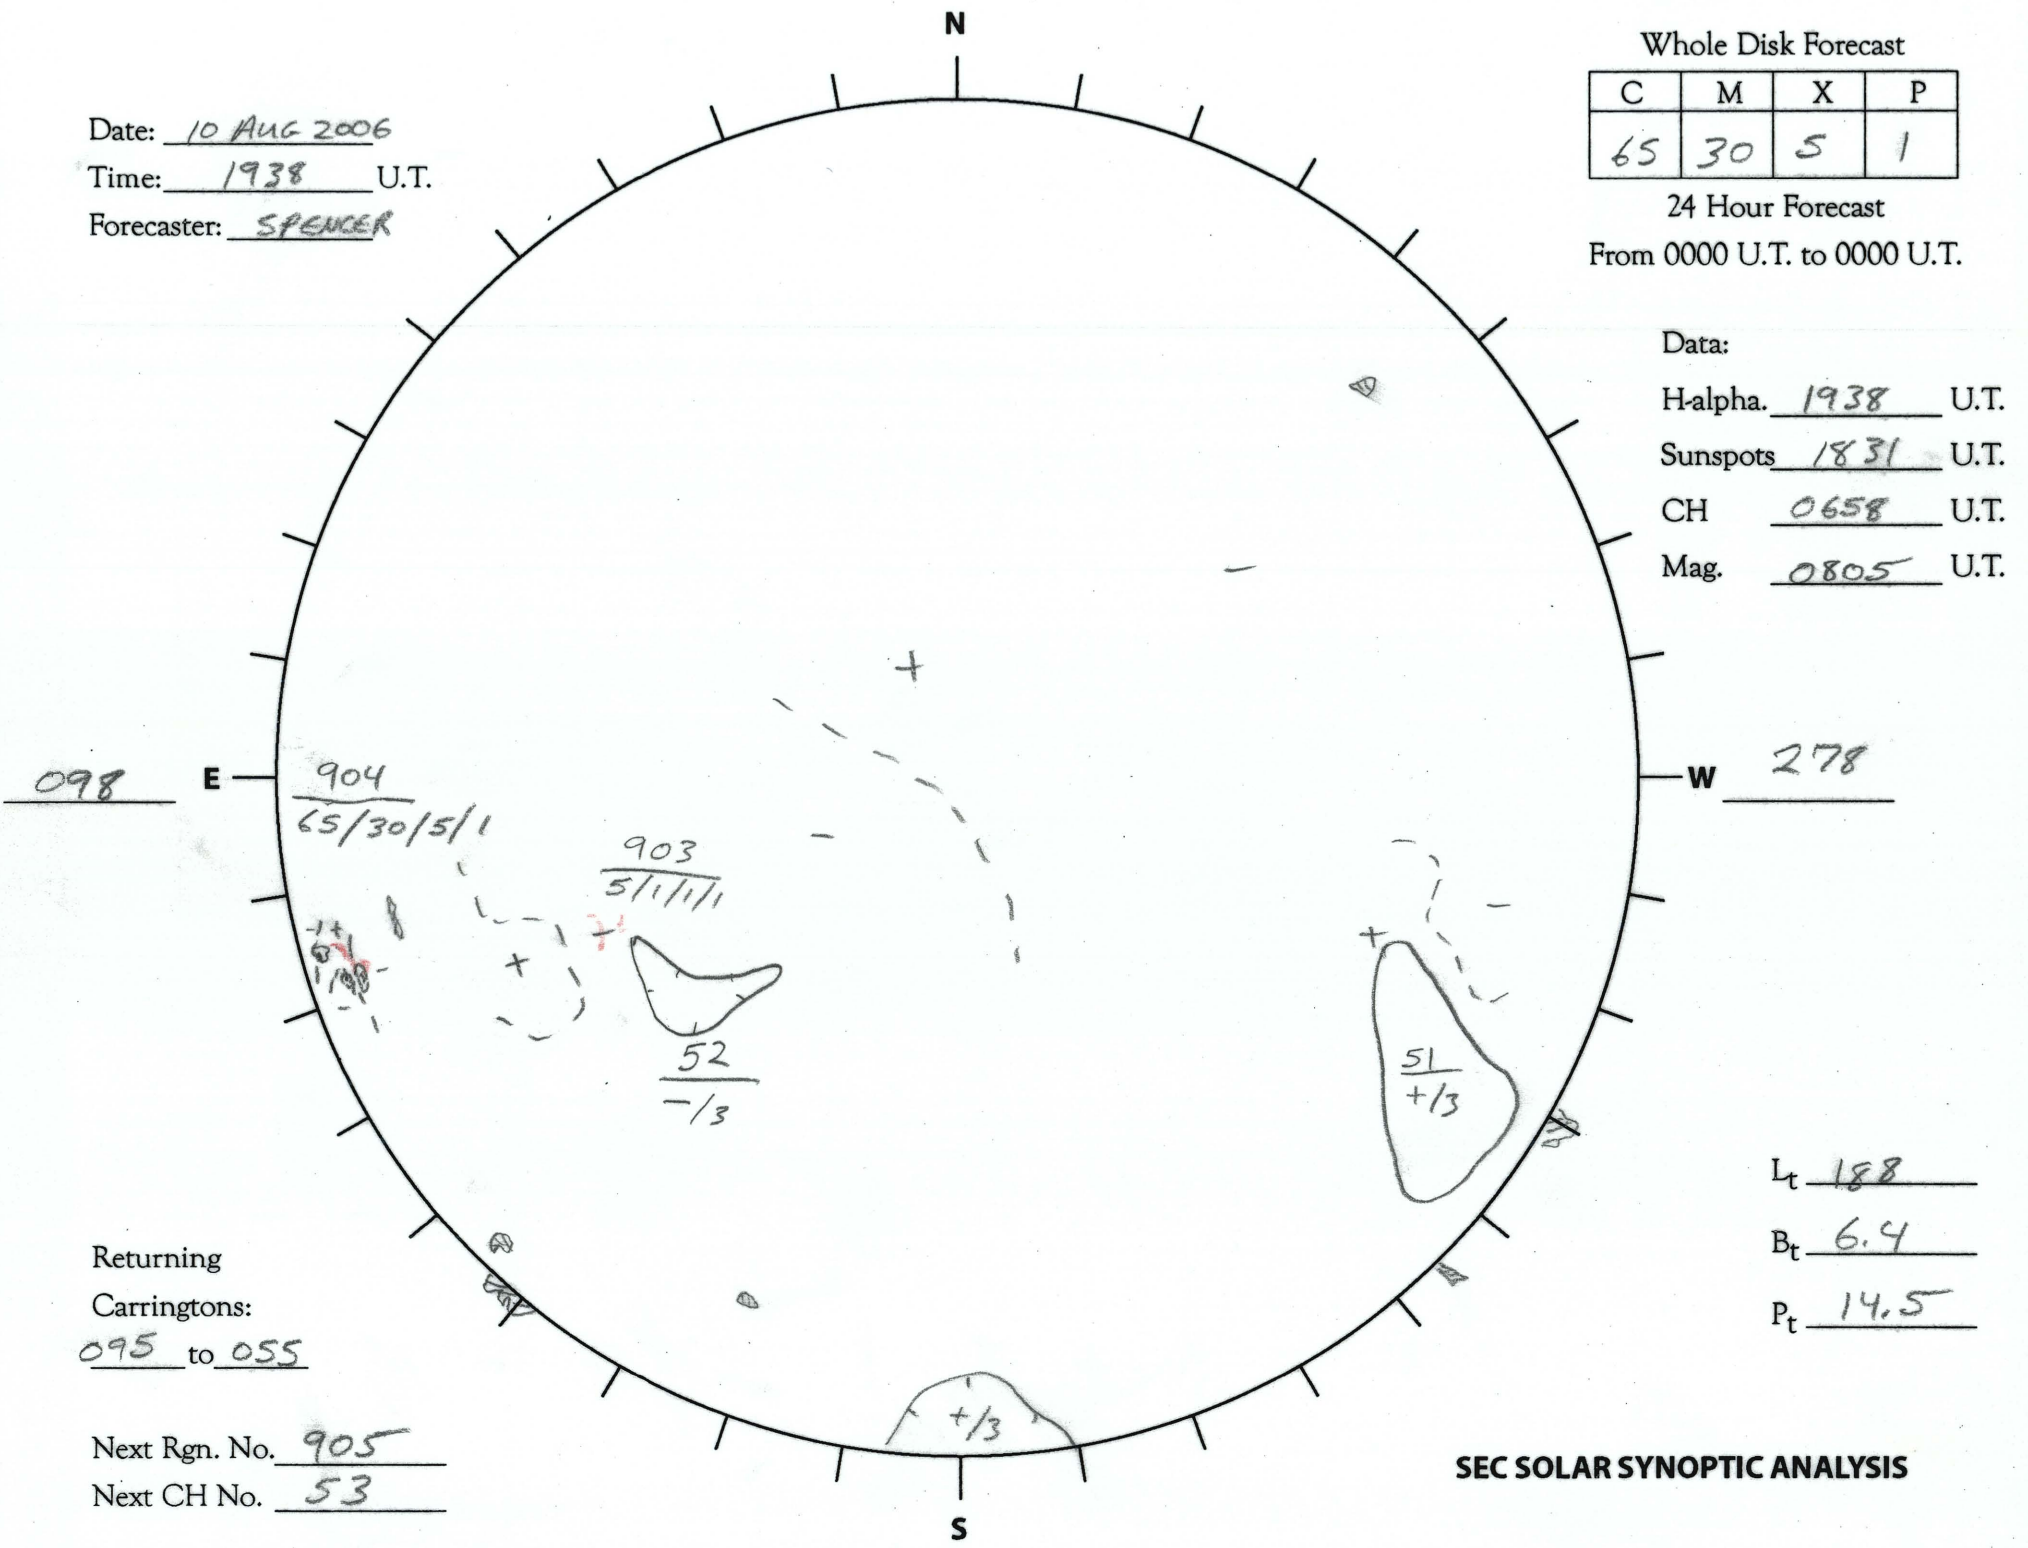 N
Whole Disk Forecast
C M X P
65 30 5 1
24 Hour Forecast
From 0000 U.T. to 0000 U.T.
Date: 10 AUG 2006
Time: 1938 U.T.
Forecaster: SPENCER
Data:
H-alpha. 1938 U.T.
Sunspots 1831 U.T.
CH 0658 U.T.
Mag. 0805 U.T.
-
+
098 E
W 278
904
65/30/5/1
-
903
5/1/1/1
-
+
+
-
52
-/3
51
+/3
+/3
Lt 188
Bt 6.4
Pt 14.5
Returning
Carringtons:
095 to 055
Next Rgn. No. 905
Next CH No. 53
SEC SOLAR SYNOPTIC ANALYSIS
S